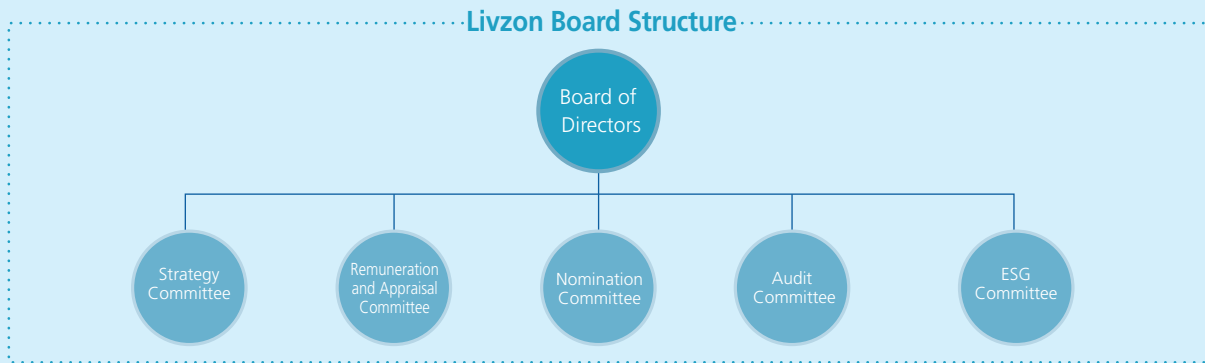 Livzon Board Structure
Board of
Directors
Strategy
Committee
Remuneration
and Appraisal
Committee
Nomination
Committee
Audit
Committee
ESG
Committee